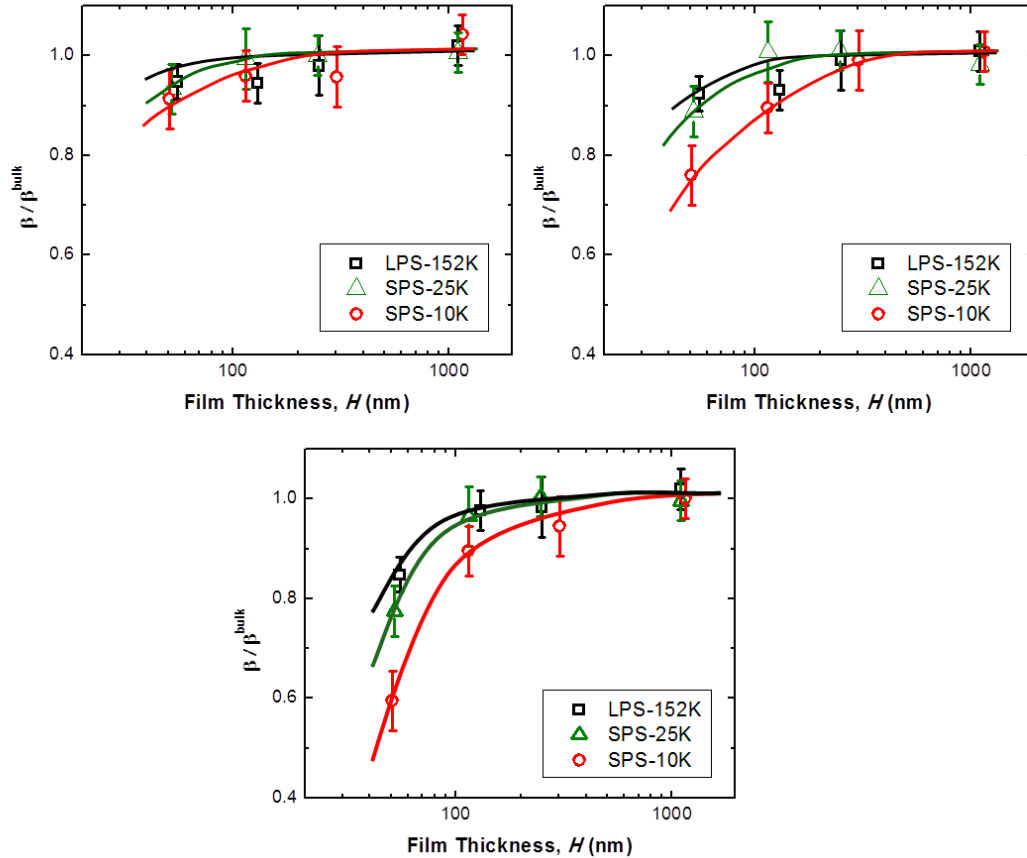 1.0
0.8
0.6
0.4
β / β^bulk
LPS-152K
SPS-25K
SPS-10K
100
1000
Film Thickness, H (nm)
1.0
0.8
0.6
0.4
β / β^bulk
LPS-152K
SPS-25K
SPS-10K
100
1000
Film Thickness, H (nm)
1.0
0.8
0.6
0.4
β / β^bulk
LPS-152K
SPS-25K
SPS-10K
100
1000
Film Thickness, H (nm)